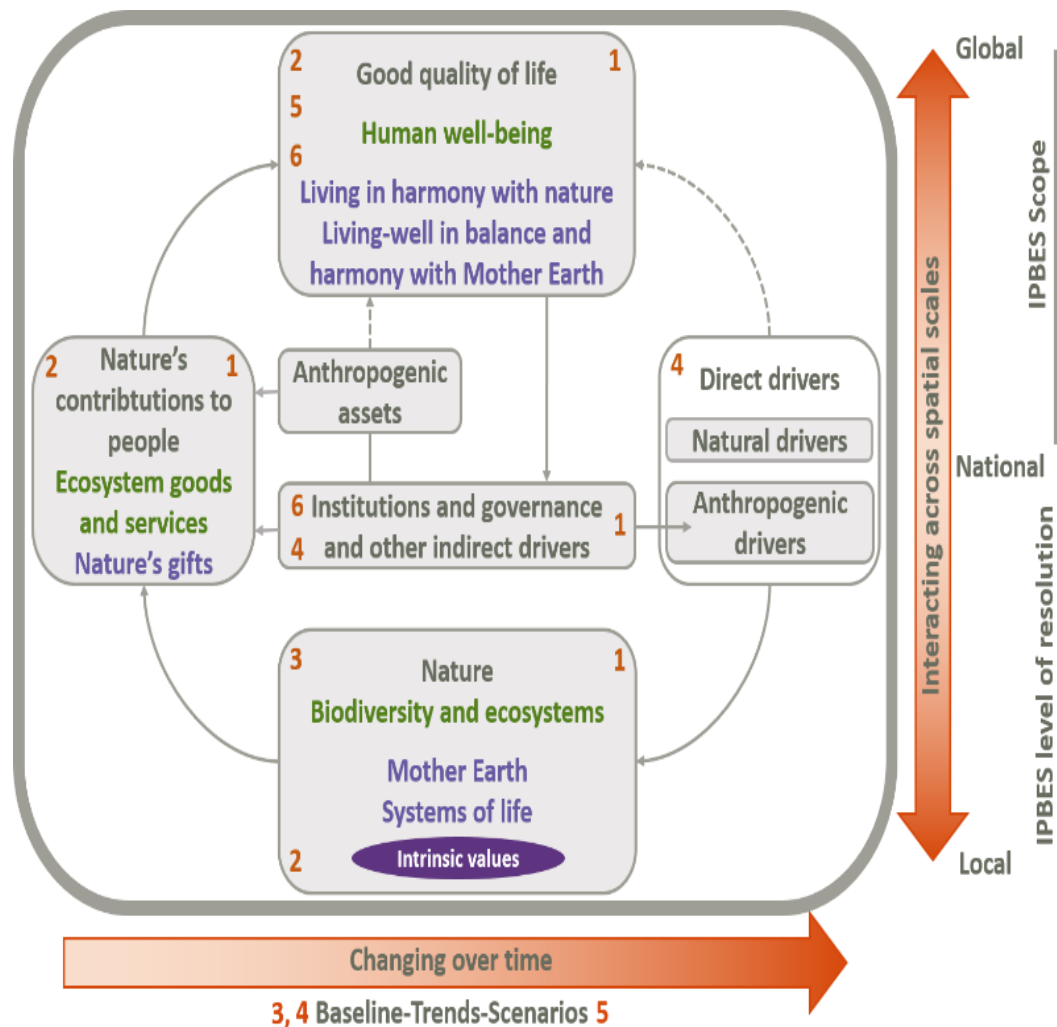 2
1
Good quality of life
5
Human well-being
6
Living in harmony with nature
Living-well in balance and
harmony with Mother Earth
2
1
Nature's
contribtutions to
people
Ecosystem goods
and services
Nature's gifts
Anthropogenic
assets
4
Direct drivers
Natural drivers
Anthropogenic
drivers
6
4
1
Institutions and governance
and other indirect drivers
3
1
Nature
Biodiversity and ecosystems
Mother Earth
Systems of life
2
Intrinsic values
Global
National
Local
Interacting across spatial scales
IPBES Scope
IPBES level of resolution
Changing over time
3, 4 Baseline-Trends-Scenarios 5